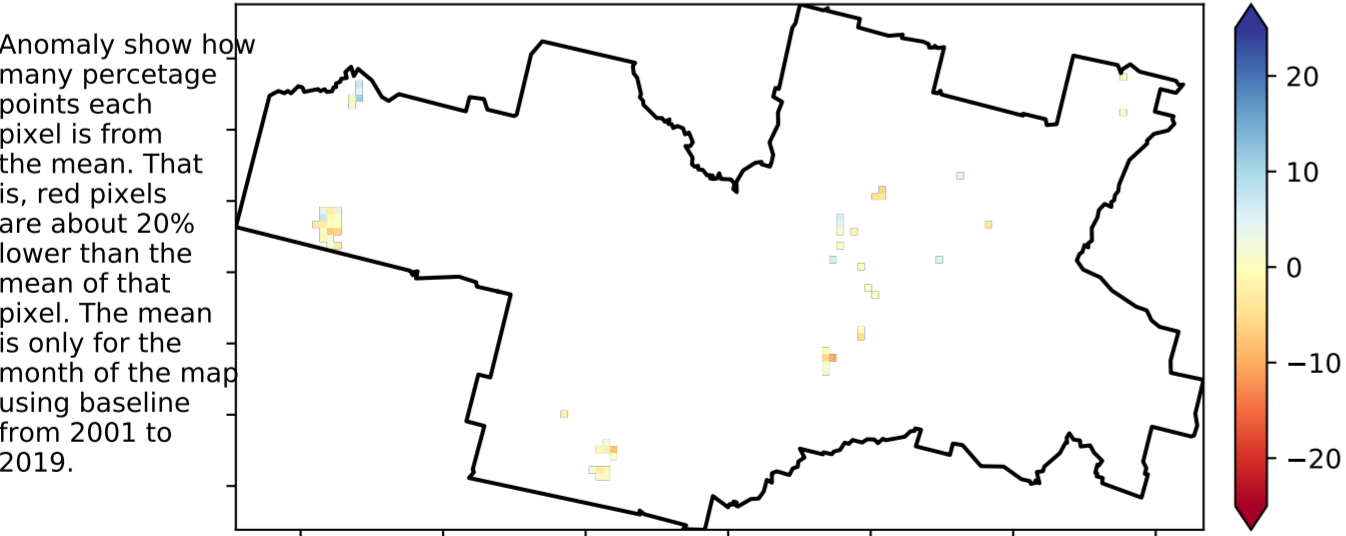 Anomaly show how
many percetage
points each
pixel is from
the mean. That
is, red pixels
are about 20%
lower than the
mean of that
pixel. The mean
is only for the
month of the map
using baseline
from 2001 to
2019.
20
10
0
−10
−20